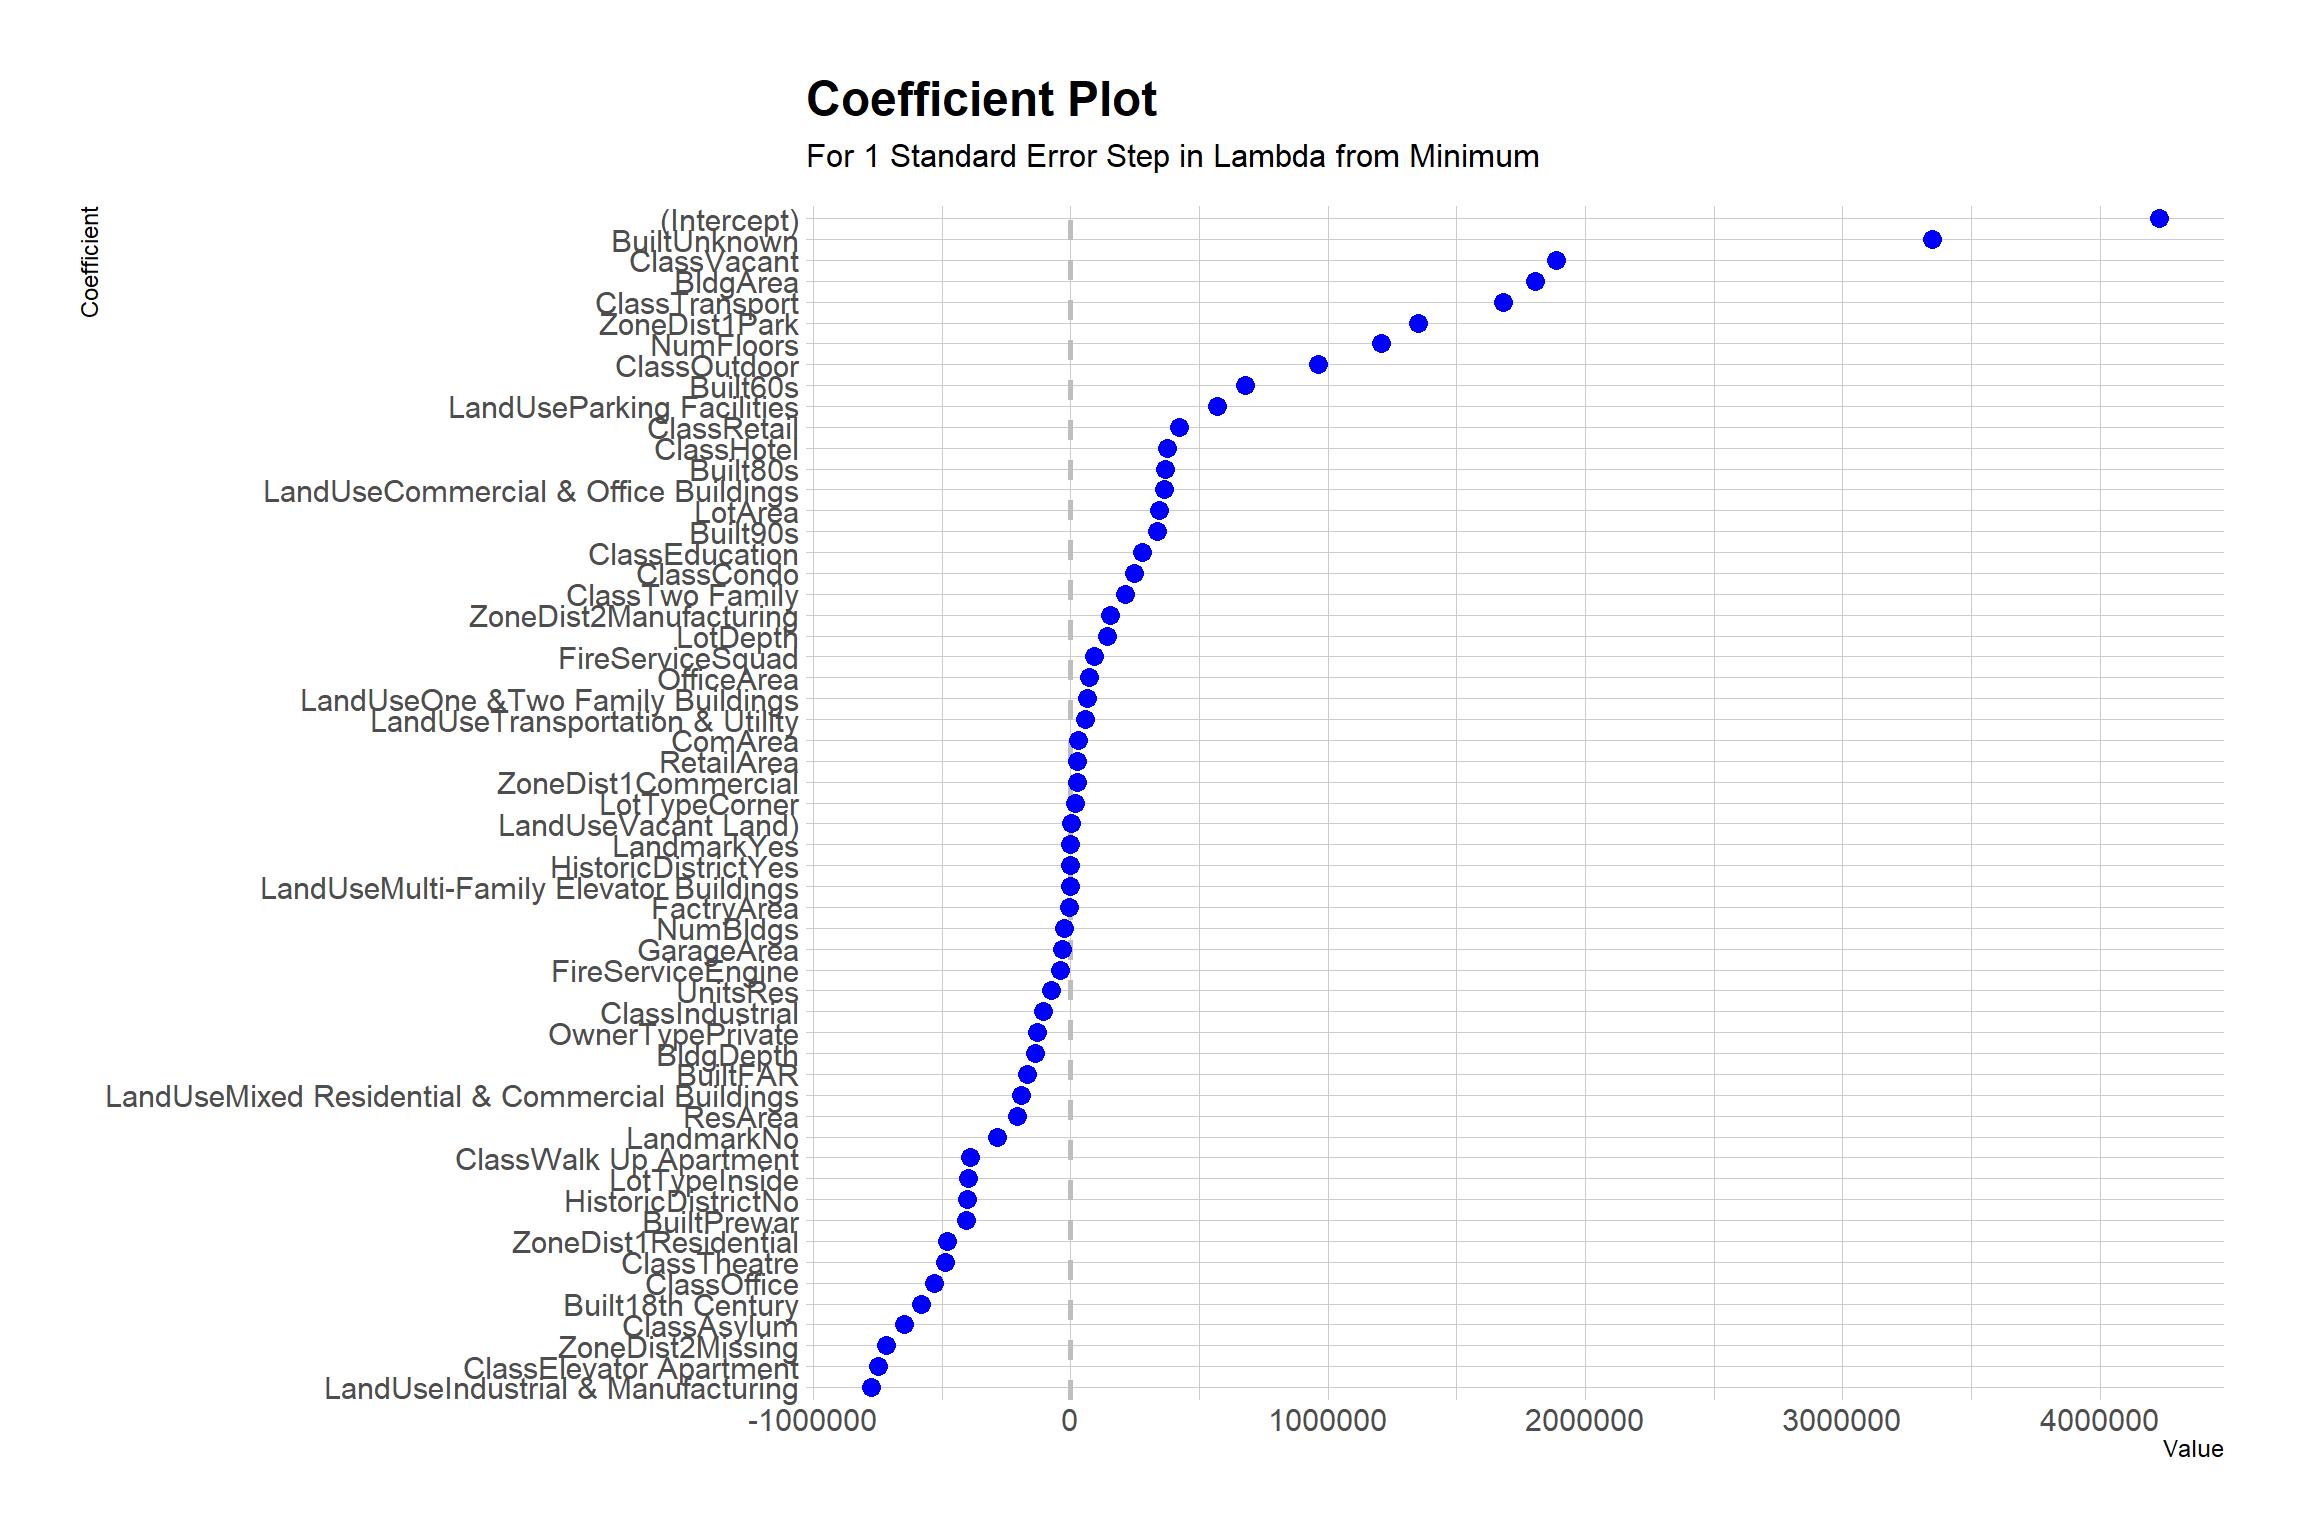 Coefficient Plot
For 1 Standard Error Step in Lambda from Minimum
Coefficient
(Intercept)
BuiltUnknown
ClassVacant
BldgArea
ClassTransport
ZoneDist1Park
NumFloors
ClassOutdoor
Built60s
LandUseParking Facilities
ClassRetail
ClassHotel
Built80s
LandUseCommercial & Office Buildings
LotArea
Built90s
ClassEducation
ClassCondo
ClassTwo Family
ZoneDist2Manufacturing
LotDepth
FireServiceSquad
OfficeArea
LandUseOne &Two Family Buildings
LandUseTransportation & Utility
ComArea
RetailArea
ZoneDist1Commercial
LotTypeCorner
LandUseVacant Land)
LandmarkYes
HistoricDistrictYes
LandUseMulti-Family Elevator Buildings
FactryArea
NumBldgs
GarageArea
FireServiceEngine
UnitsRes
ClassIndustrial
OwnerTypePrivate
BldgDepth
BuiltFAR
LandUseMixed Residential & Commercial Buildings
ResArea
LandmarkNo
ClassWalk Up Apartment
LotTypeInside
HistoricDistrictNo
BuiltPrewar
ZoneDist1Residential
ClassTheatre
ClassOffice
Built18th Century
ClassAsylum
ZoneDist2Missing
ClassElevator Apartment
LandUseIndustrial & Manufacturing
-1000000 0 1000000 2000000 3000000 4000000
Value